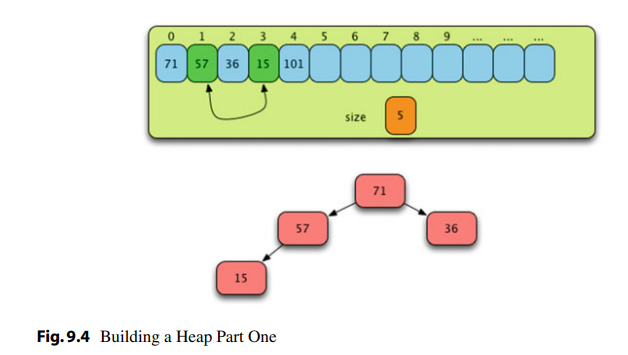 0 1 2 3 4 5 6 7 8 9 ... ... ...
71 57 36 15 101
size 5
71
57 36
15
Fig. 9.4 Building a Heap Part One